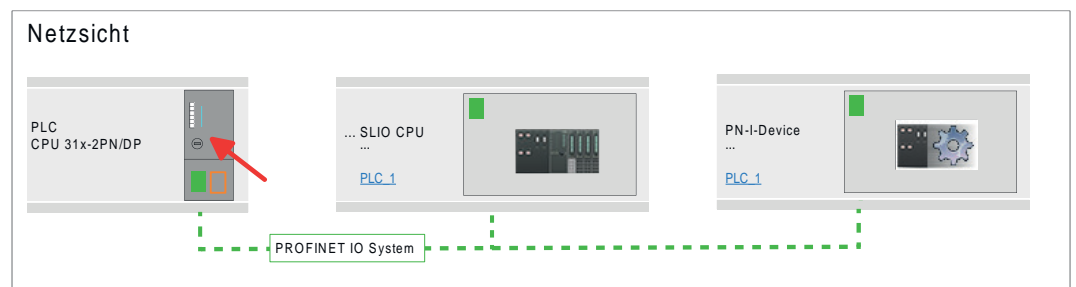 Netzsicht
PLC
CPU 31x-2PN/DP
... SLIO CPU
...
PLC_1
PN-I-Device
...
PLC_1
PROFINET IO System